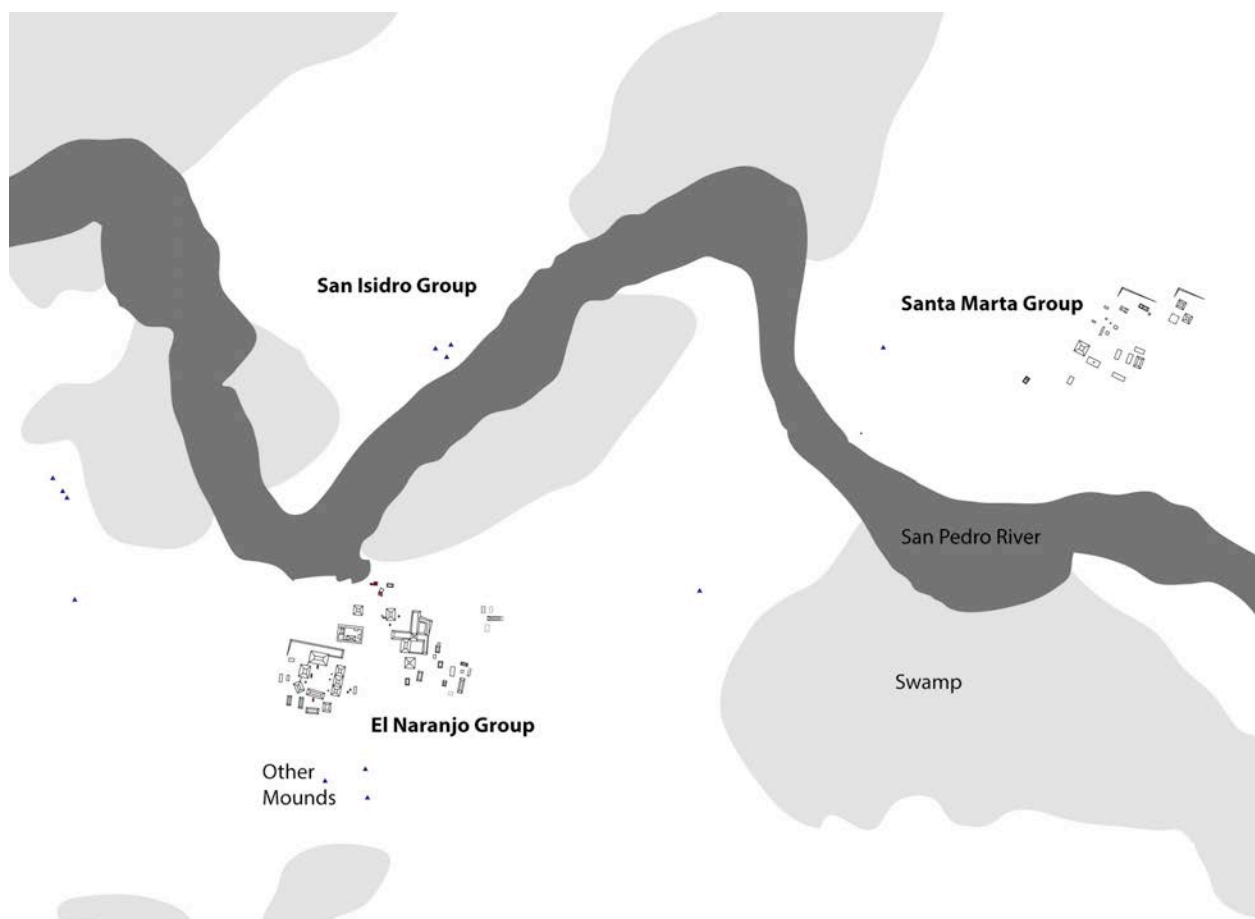 San Isidro Group
Santa Marta Group
San Pedro River
Swamp
El Naranjo Group
Other
Mounds